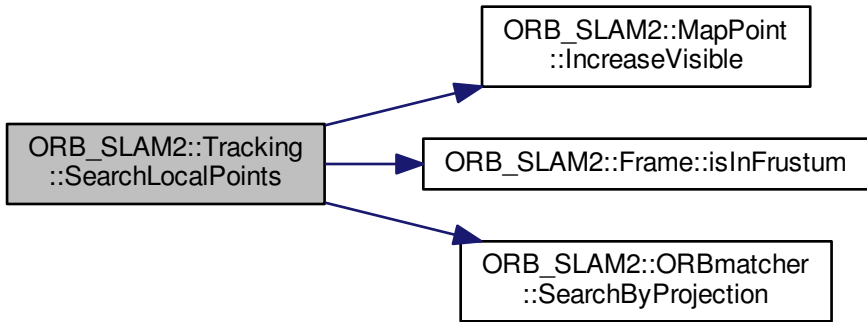 ORB_SLAM2::Tracking
::SearchLocalPoints
ORB_SLAM2::MapPoint
::IncreaseVisible
ORB_SLAM2::Frame::isInFrustum
ORB_SLAM2::ORBmatcher
::SearchByProjection